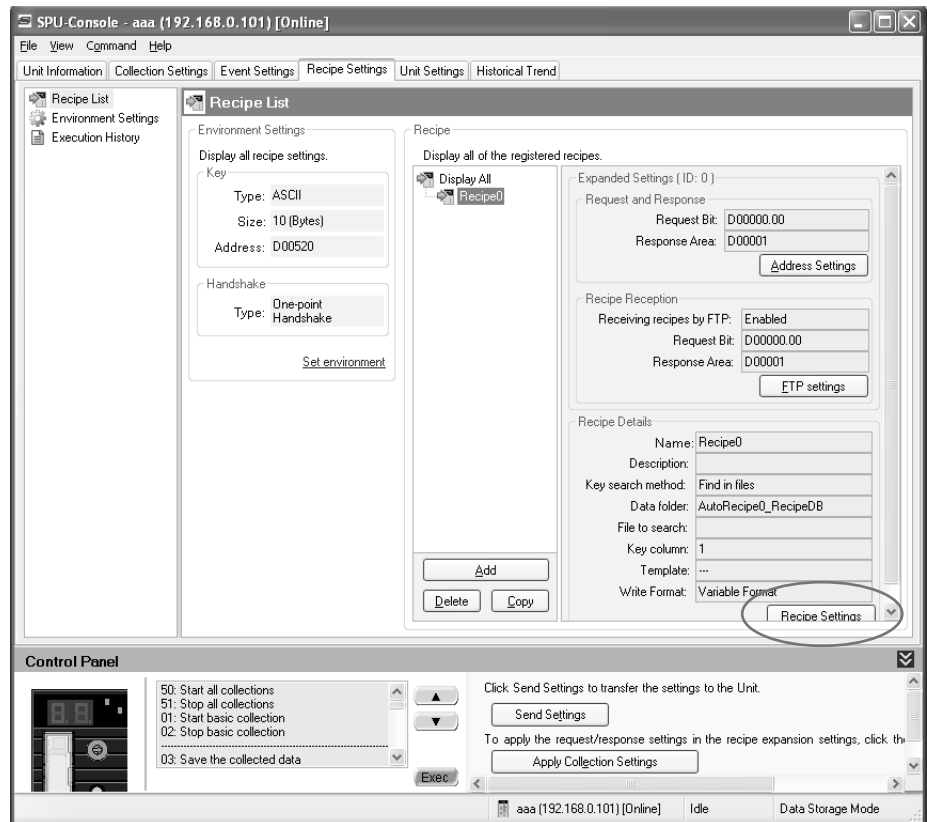 SPU-Console - aaa (192.168.0.101) [Online]
File View Command Help
Unit Information Collection Settings Event Settings Recipe Settings Unit Settings Historical Trend
Recipe List
Environment Settings
Execution History
Recipe List
Environment Settings
Display all recipe settings.
Key
Type: ASCII
Size: 10 (Bytes)
Address: D00520
Handshake
Type: One-point
Handshake
Set environment
Recipe
Display all of the registered recipes.
Display All
Recipe0
Add
Delete Copy
Expanded Settings ( ID: 0 )
Request and Response
Request Bit: D00000.00
Response Area: D00001
Address Settings
Recipe Reception
Receiving recipes by FTP: Enabled
Request Bit: D00000.00
Response Area: D00001
FTP settings
Recipe Details
Name: Recipe0
Description:
Key search method: Find in files
Data folder: AutoRecipe0_RecipeDB
File to search:
Key column: 1
Template: ---
Write Format: Variable Format
Recipe Settings
Control Panel
8.8.
50: Start all collections
51: Stop all collections
01: Start basic collection
02: Stop basic collection
03: Save the collected data
Exec
Click Send Settings to transfer the settings to the Unit.
Send Settings
To apply the request/response settings in the recipe expansion settings, click
Apply Collection Settings
aaa (192.168.0.101) [Online] Idle Data Storage Mode